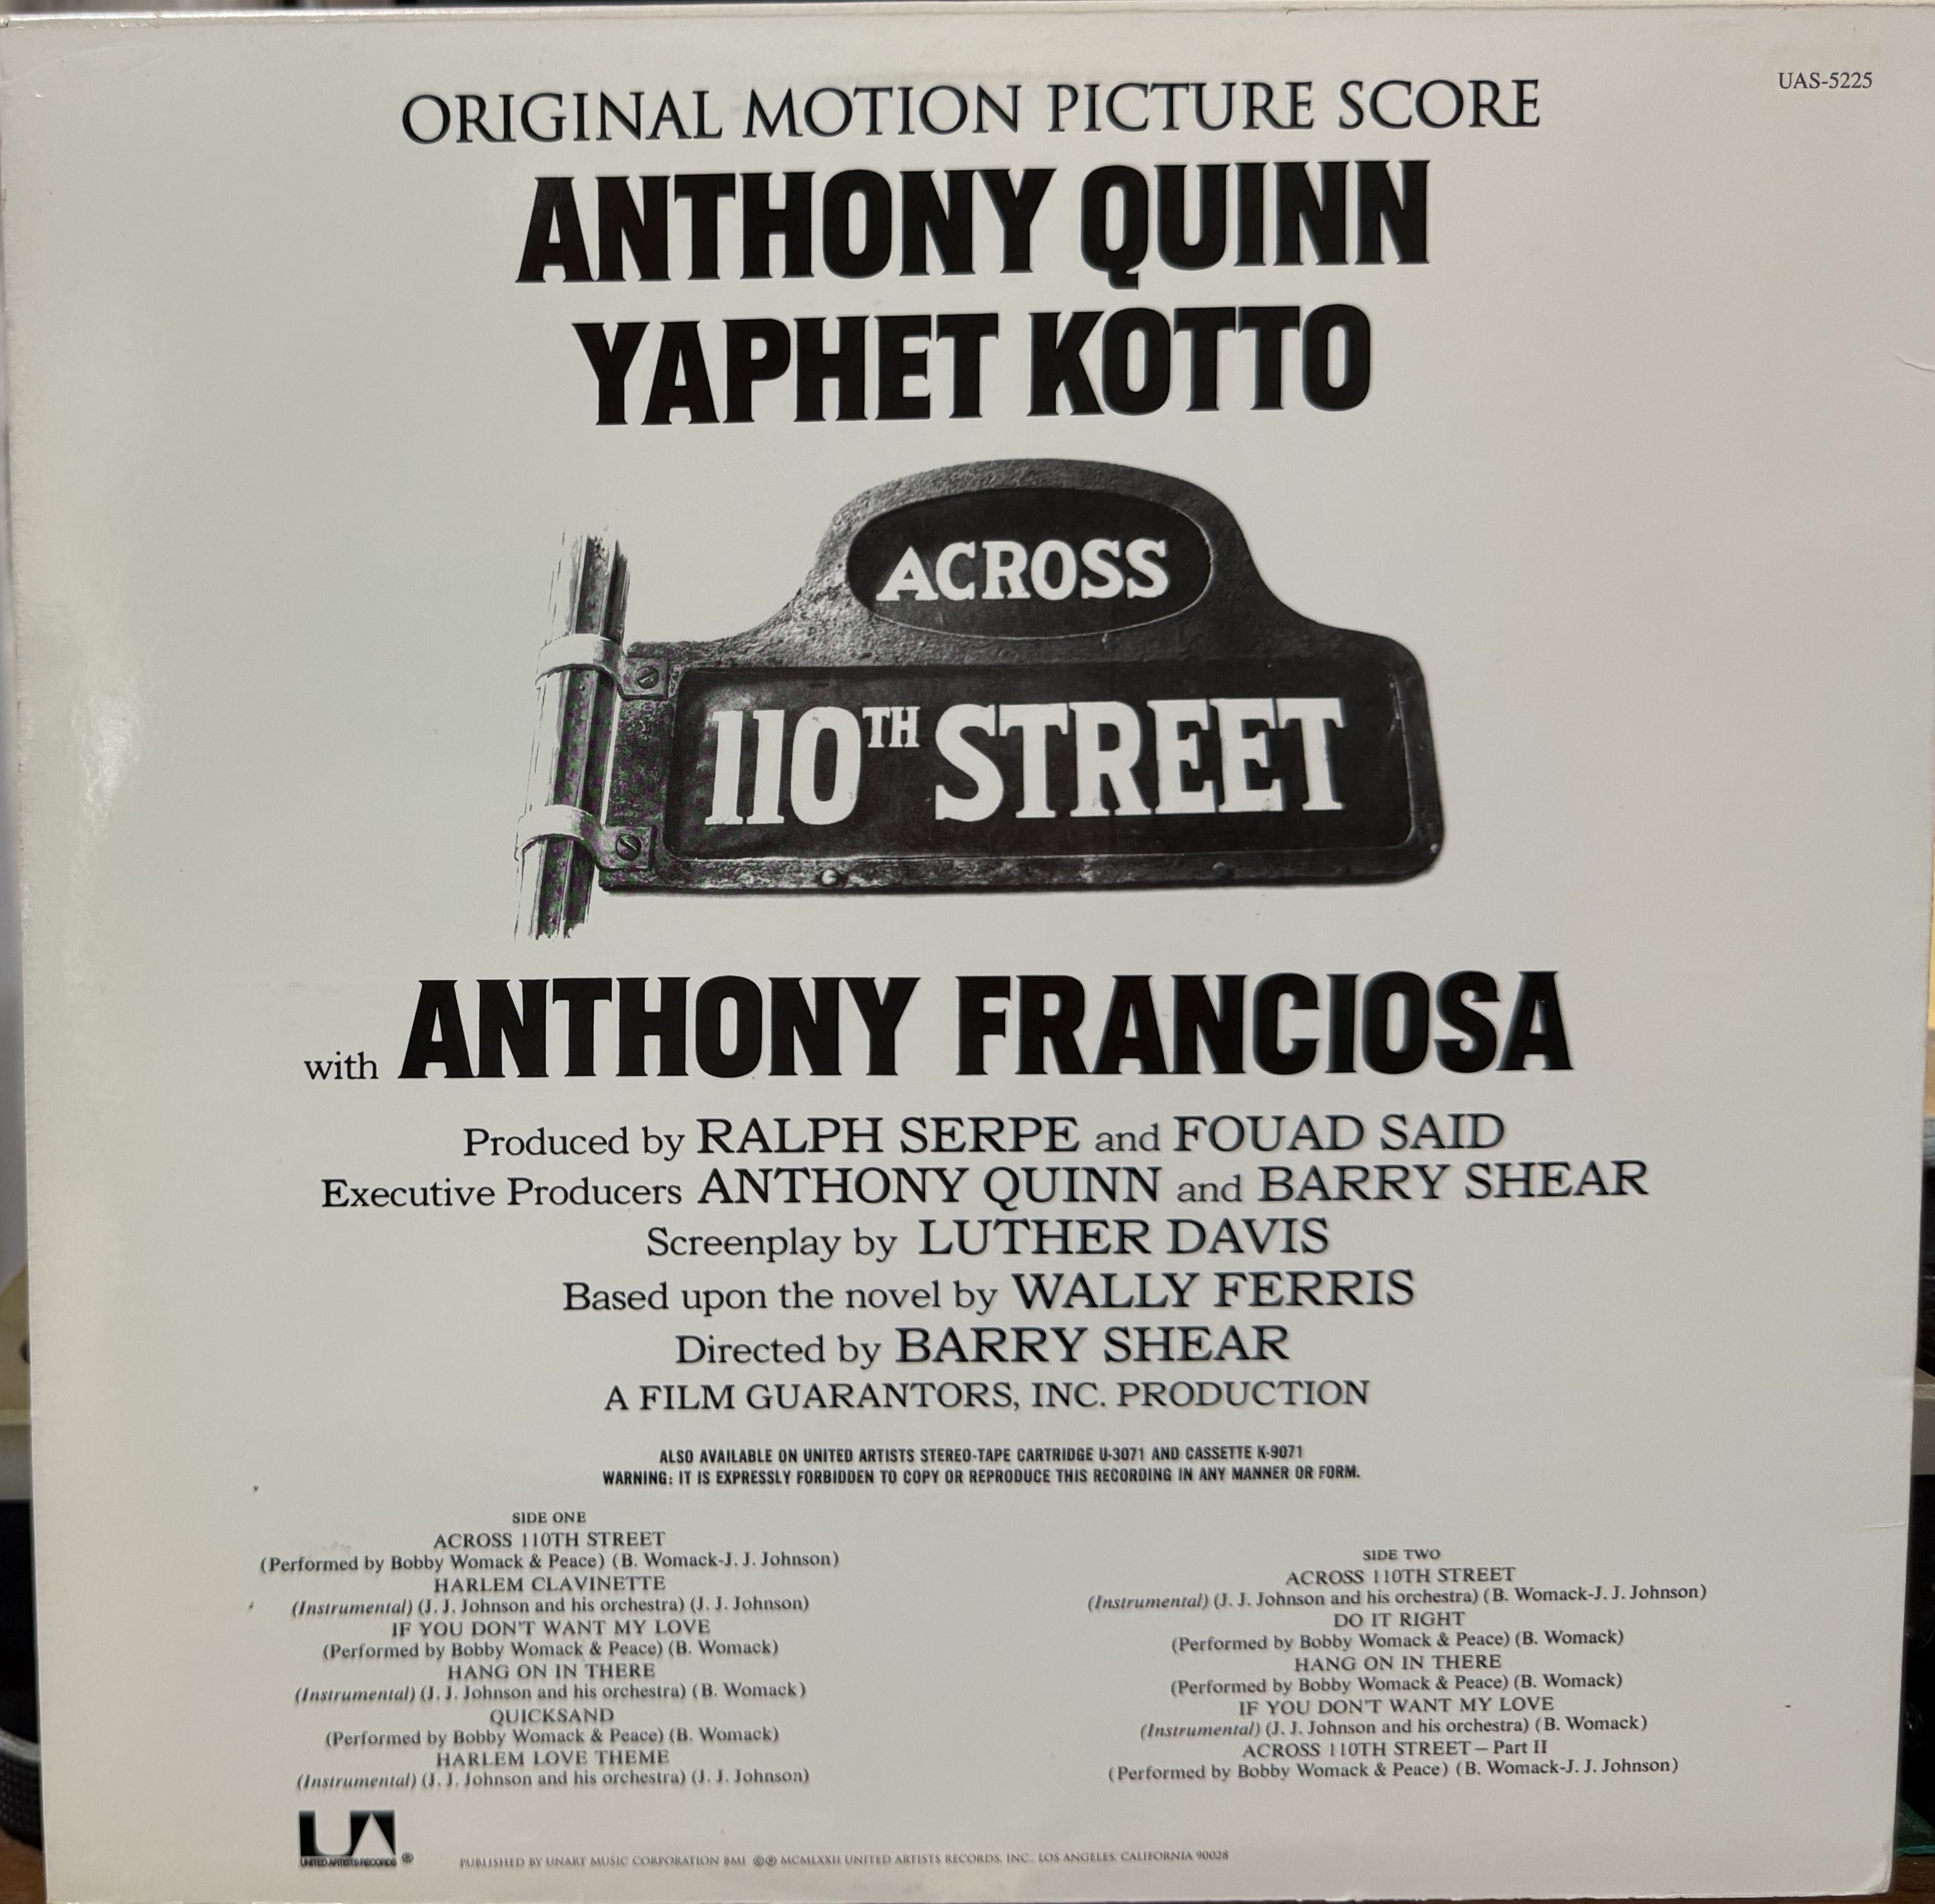 UAS-5225
ORIGINAL MOTION PICTURE SCORE
ANTHONY QUINN
YAPHET KOTTO
ACROSS
110TH STREET
with ANTHONY FRANCIOSA
Produced by RALPH SERPE and FOUAD SAID
Executive Producers ANTHONY QUINN and BARRY SHEAR
Screenplay by LUTHER DAVIS
Based upon the novel by WALLY FERRIS
Directed by BARRY SHEAR
A FILM GUARANTORS, INC. PRODUCTION
ALSO AVAILABLE ON UNITED ARTISTS STEREO-TAPE CARTRIDGE U-3071 AND CASSETTE K-9071
WARNING: IT IS EXPRESSLY FORBIDDEN TO COPY OR REPRODUCE THIS RECORDING IN ANY MANNER OR FORM.
SIDE ONE
ACROSS 110TH STREET
(Performed by Bobby Womack & Peace) (B. Womack-J. J. Johnson)
HARLEM CLAVINETTE
(Instrumental) (J. J. Johnson and his orchestra) (J. J. Johnson)
IF YOU DON'T WANT MY LOVE
(Performed by Bobby Womack & Peace) (B. Womack)
HANG ON IN THERE
(Instrumental) (J. J. Johnson and his orchestra) (B. Womack)
QUICKSAND
(Performed by Bobby Womack & Peace) (B. Womack)
HARLEM LOVE THEME
(Instrumental) (J. J. Johnson and his orchestra) (J. J. Johnson)
SIDE TWO
ACROSS 110TH STREET
(Instrumental) (J. J. Johnson and his orchestra) (B. Womack-J. J. Johnson)
DO IT RIGHT
(Performed by Bobby Womack & Peace) (B. Womack)
HANG ON IN THERE
(Performed by Bobby Womack & Peace) (B. Womack)
IF YOU DON'T WANT MY LOVE
(Instrumental) (J. J. Johnson and his orchestra) (B. Womack)
ACROSS 110TH STREET – Part II
(Performed by Bobby Womack & Peace) (B. Womack-J. J. Johnson)
UA
UNITED ARTISTS RECORDS ®
PUBLISHED BY UNART MUSIC CORPORATION BMI ©℗ MCMLXXII UNITED ARTISTS RECORDS, INC., LOS ANGELES, CALIFORNIA 90028